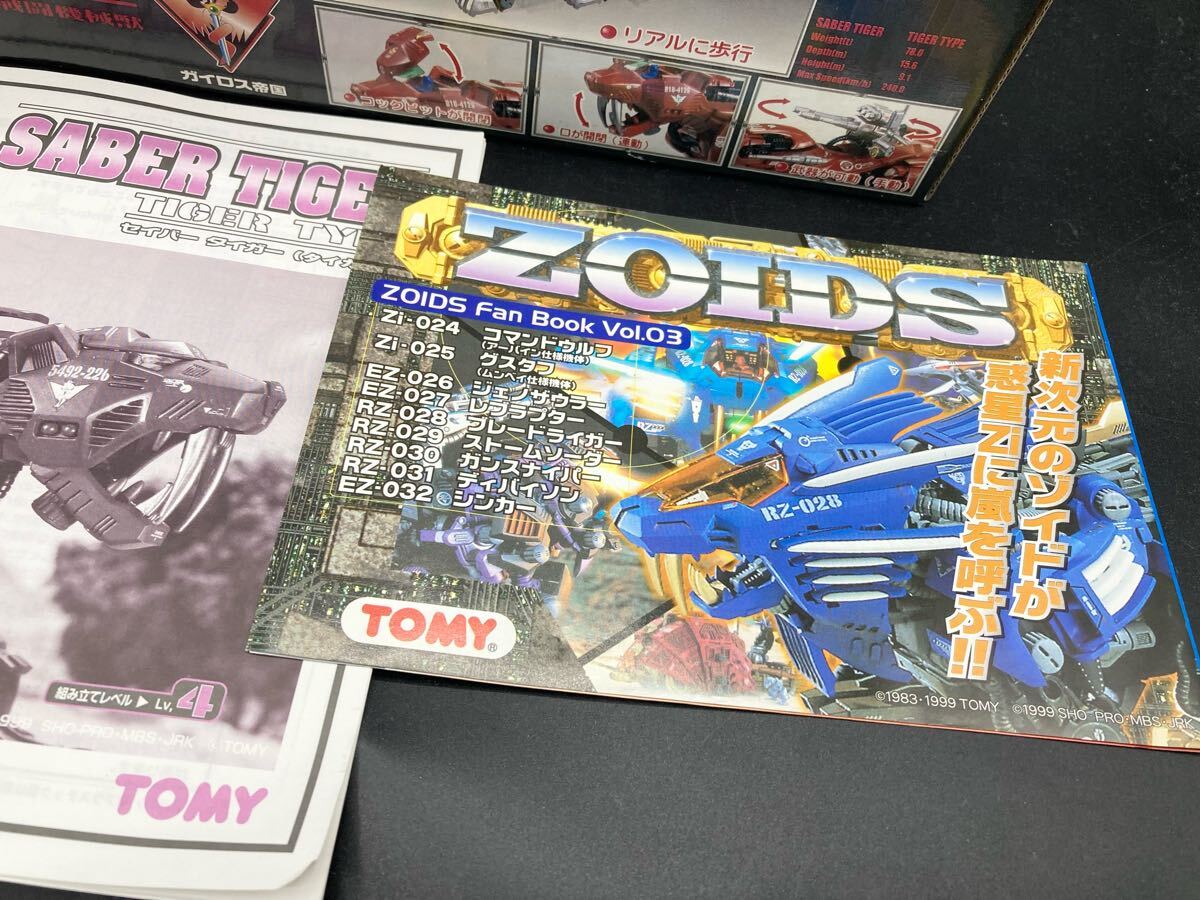 戦闘機械獣
ガイロス帝国
リアルに歩行
SABER TIGER TIGER TYPE
Weight(t) 78.0
Depth(m) 15.6
Height(m) 9.1
Max Speed(km/h) 240.0
コックピットが開閉
口が開閉(連動)
武器が可動(手動)
SABER TIGE
TIGER TY
セイバー タイガー (タイガ
5492-226
組み立てレベル ▶ Lv. 4
999 SHO-PRO・MBS・JRK ©TOMY
TOMY
ZOIDS
ZOIDS Fan Book Vol.03
Zi-024 コマンドウルフ
(アーバイン仕様機体)
Zi-025 グスタフ
(ムンベイ仕様機体)
EZ-026 ジェノザウラー
EZ-027 レブラプター
RZ-028 ブレードライガー
RZ-029 ストームソーダー
RZ-030 ガンスナイパー
RZ-031 ディバイソン
EZ-032 シンカー
新次元のゾイドが
惑星Ziに嵐を呼ぶ!!
RZ-028
TOMY®
©1983・1999 TOMY ©1999 SHO-PRO・MBS・JRK